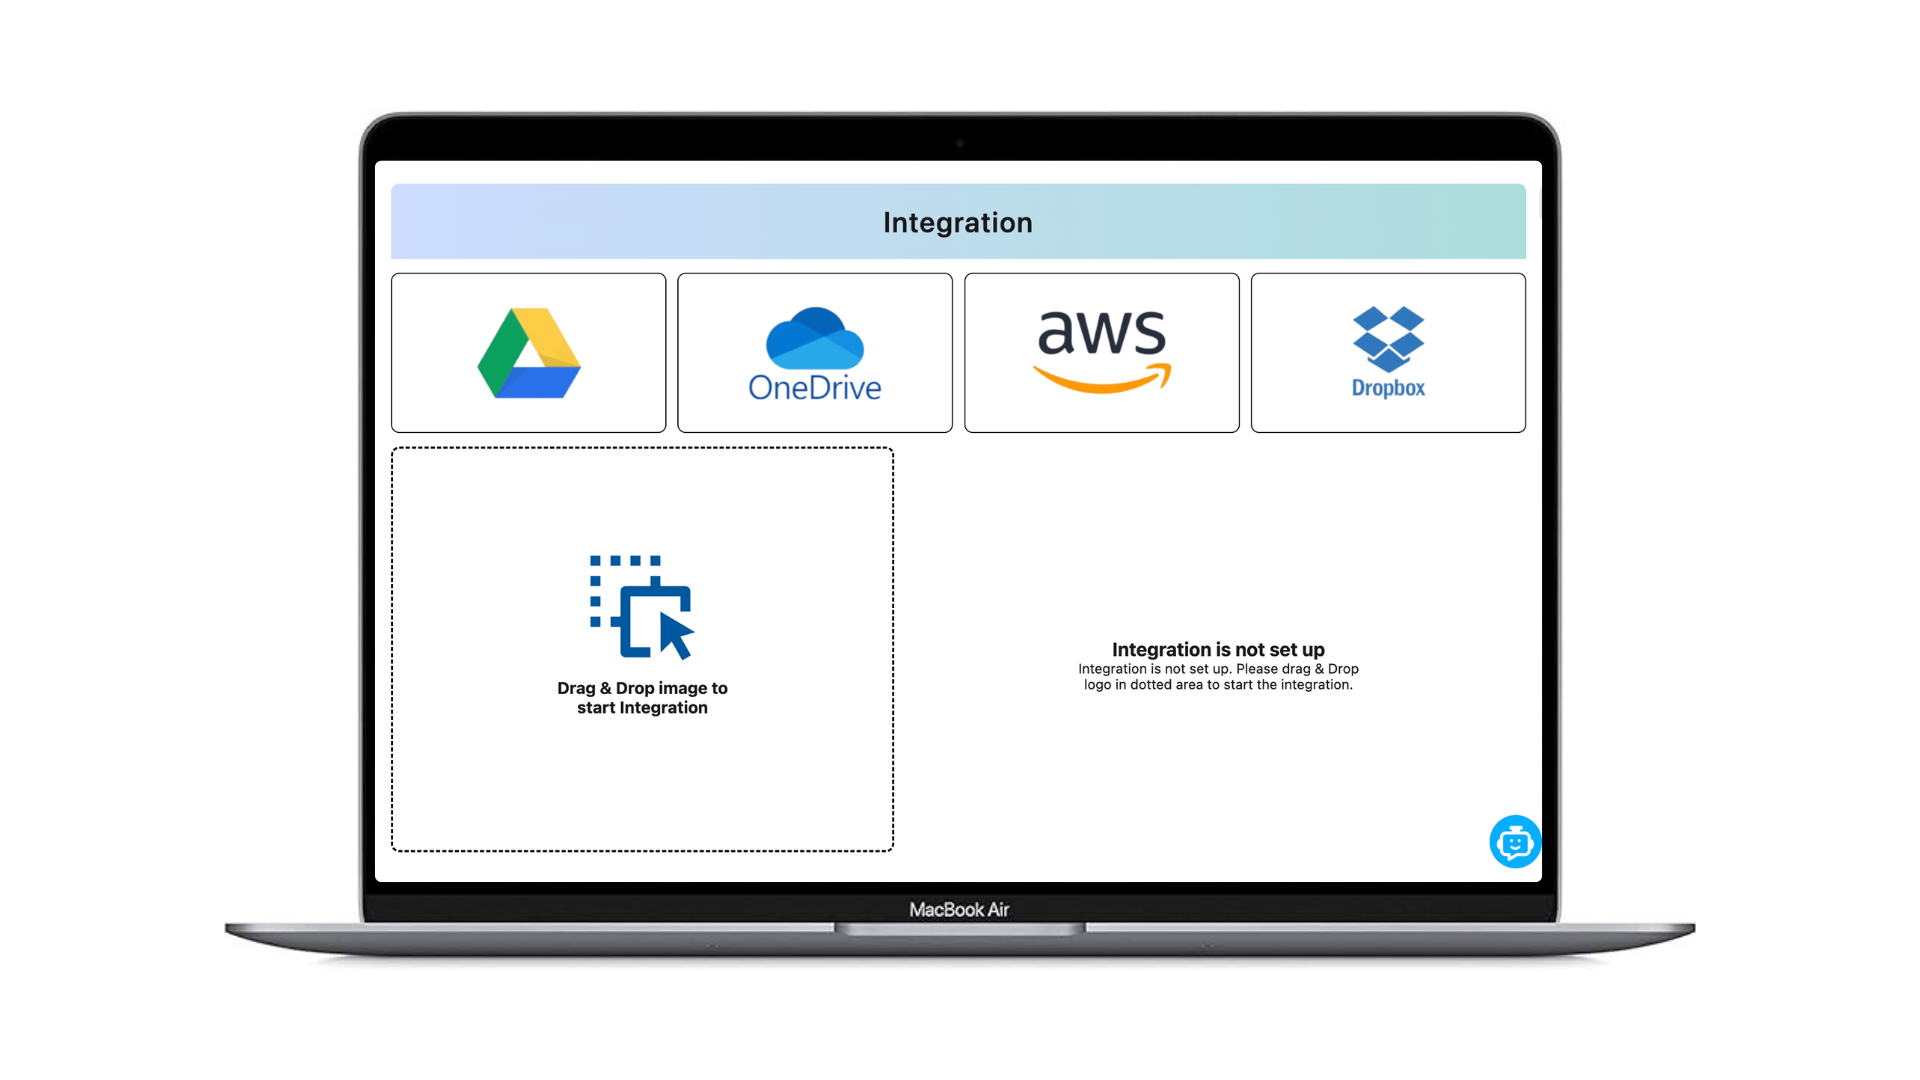 Integration
OneDrive
aws
Dropbox
Drag & Drop image to
start Integration
Integration is not set up
Integration is not set up. Please drag & Drop
logo in dotted area to start the integration.
MacBook Air